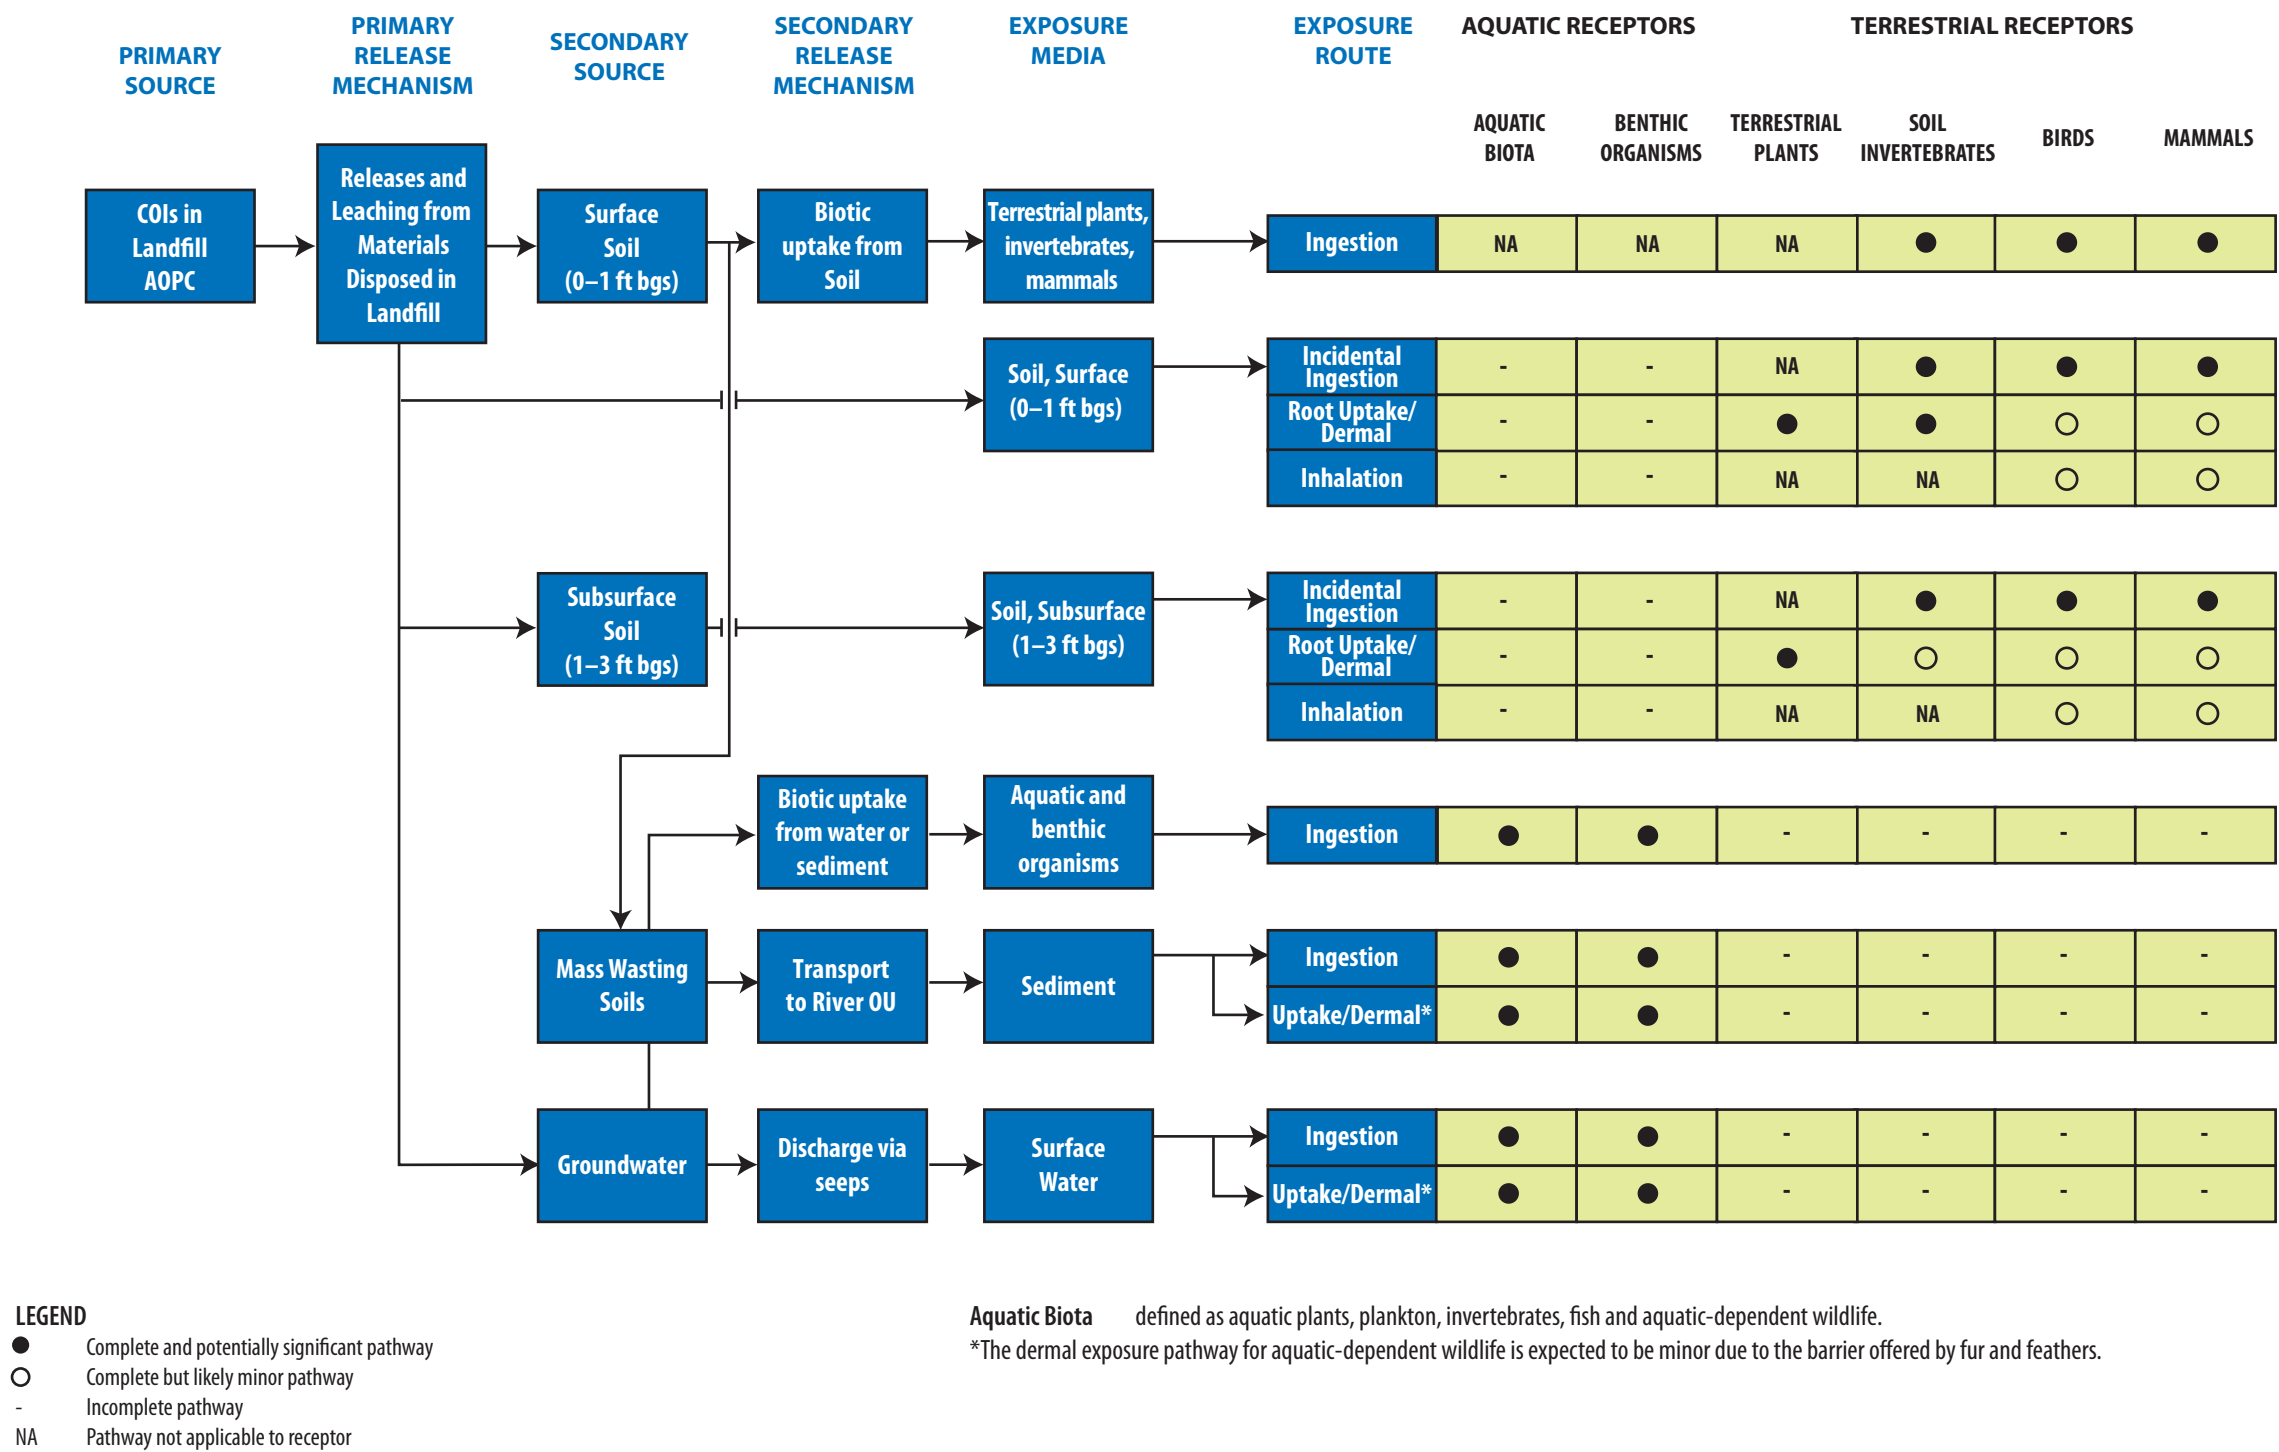 PRIMARY
SOURCE
PRIMARY
RELEASE
MECHANISM
SECONDARY
SOURCE
SECONDARY
RELEASE
MECHANISM
EXPOSURE
MEDIA
EXPOSURE
ROUTE
AQUATIC RECEPTORS
TERRESTRIAL RECEPTORS
AQUATIC
BIOTA
BENTHIC
ORGANISMS
TERRESTRIAL
PLANTS
SOIL
INVERTEBRATES
BIRDS
MAMMALS
COIs in
Landfill
AOPC
Releases and
Leaching from
Materials
Disposed in
Landfill
Surface
Soil
(0–1 ft bgs)
Biotic
uptake from
Soil
Terrestrial plants,
invertebrates,
mammals
Ingestion NA NA NA ● ● ●
Soil, Surface
(0–1 ft bgs)
Incidental
Ingestion - - NA ● ● ●
Root Uptake/
Dermal - - ● ● ○ ○
Inhalation - - NA NA ○ ○
Subsurface
Soil
(1–3 ft bgs)
Soil, Subsurface
(1–3 ft bgs)
Incidental
Ingestion - - NA ● ● ●
Root Uptake/
Dermal - - ● ○ ○ ○
Inhalation - - NA NA ○ ○
Biotic uptake
from water or
sediment
Aquatic and
benthic
organisms
Ingestion ● ● - - - -
Mass Wasting
Soils
Transport
to River OU
Sediment
Ingestion ● ● - - - -
Uptake/Dermal* ● ● - - - -
Groundwater
Discharge via
seeps
Surface
Water
Ingestion ● ● - - - -
Uptake/Dermal* ● ● - - - -
LEGEND
● Complete and potentially significant pathway
○ Complete but likely minor pathway
- Incomplete pathway
NA Pathway not applicable to receptor
Aquatic Biota defined as aquatic plants, plankton, invertebrates, fish and aquatic-dependent wildlife.
*The dermal exposure pathway for aquatic-dependent wildlife is expected to be minor due to the barrier offered by fur and feathers.